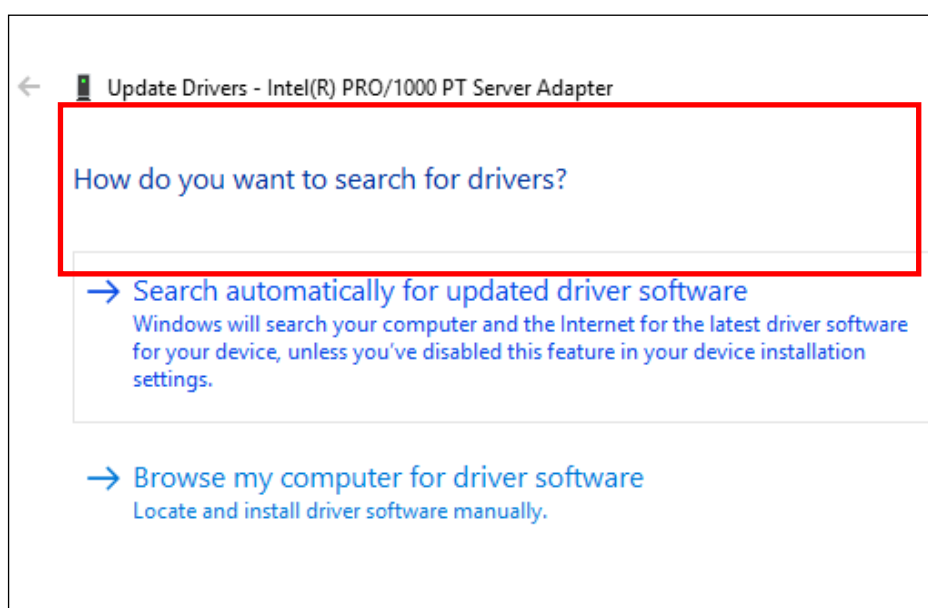 Update Drivers - Intel(R) PRO/1000 PT Server Adapter
How do you want to search for drivers?
Search automatically for updated driver software
Windows will search your computer and the Internet for the latest driver software
for your device, unless you've disabled this feature in your device installation
settings.
Browse my computer for driver software
Locate and install driver software manually.